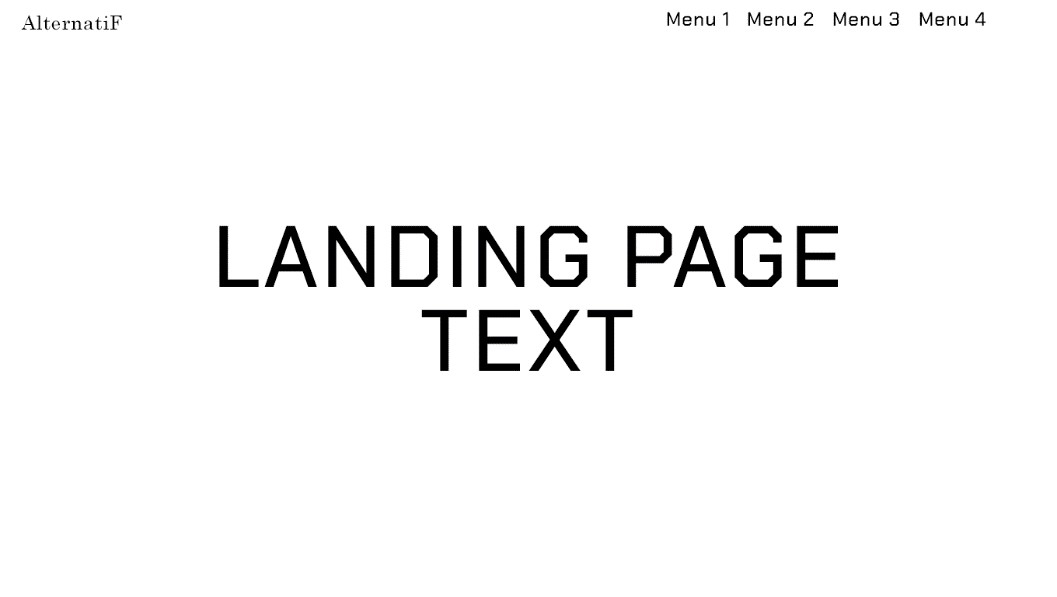 AlternatiF
Menu 1 Menu 2 Menu 3 Menu 4
LANDING PAGE
TEXT